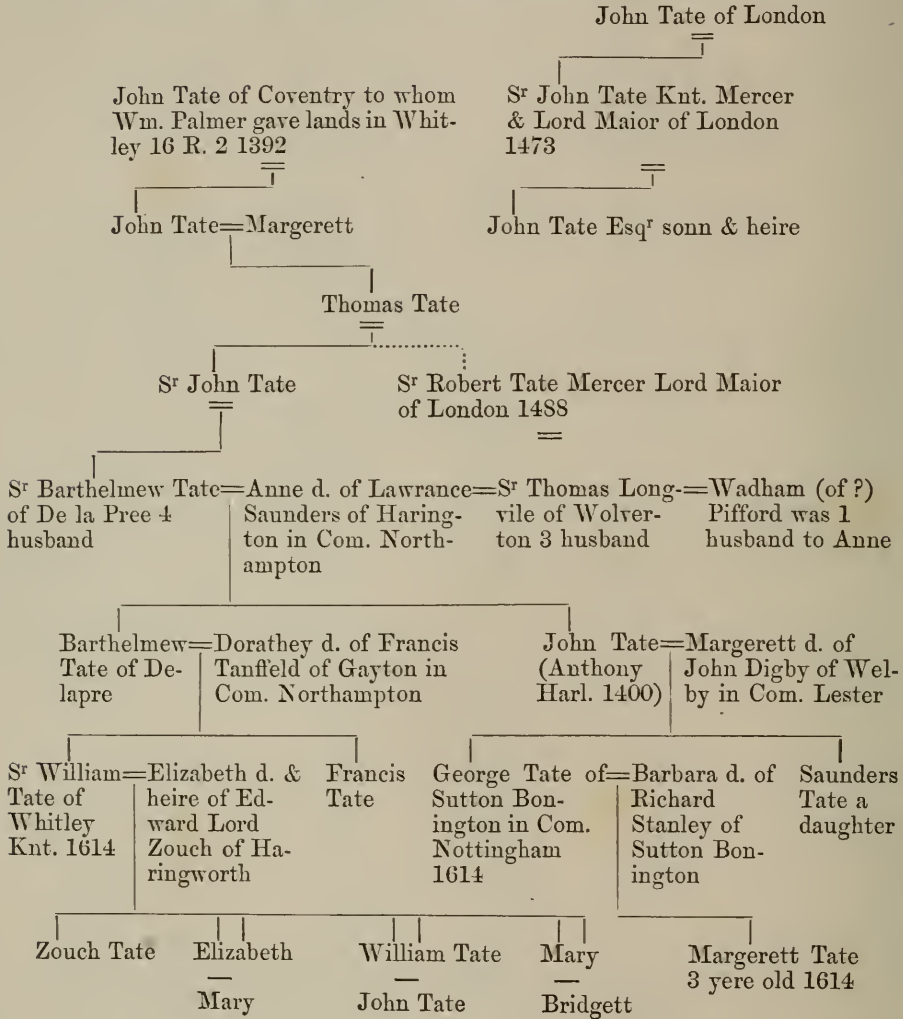 John Tate of London
John Tate of Coventry to whom
Wm. Palmer gave lands in Whit-
ley 16 R. 2 1392
Sr John Tate Knt. Mercer
& Lord Maior of London
1473
John Tate=Margerett
John Tate Esqr sonn & heire
Thomas Tate
Sr John Tate
Sr Robert Tate Mercer Lord Maior
of London 1488
Sr Barthelmew Tate=
of De la Pree 4
husband
Anne d. of Lawrance=
Saunders of Haring-
ton in Com. North-
ampton
Sr Thomas Long-=
vile of Wolver-
ton 3 husband
Wadham (of ?)
Pifford was 1
husband to Anne
Barthelmew=
Tate of De-
lapre
Dorathey d. of Francis
Tanffeld of Gayton in
Com. Northampton
John Tate=
(Anthony
Harl. 1400)
Margerett d. of
John Digby of Wel-
by in Com. Lester
Sr William=
Tate of
Whitley
Knt. 1614
Elizabeth d. &
heire of Ed-
ward Lord
Zouch of Ha-
ringworth
Francis
Tate
George Tate of=
Sutton Bon-
ington in Com.
Nottingham
1614
Barbara d. of
Richard
Stanley of
Sutton Bon-
ington
Saunders
Tate a
daughter
Zouch Tate
Elizabeth
—
Mary
William Tate
—
John Tate
Mary
—
Bridgett
Margerett Tate
3 yere old 1614